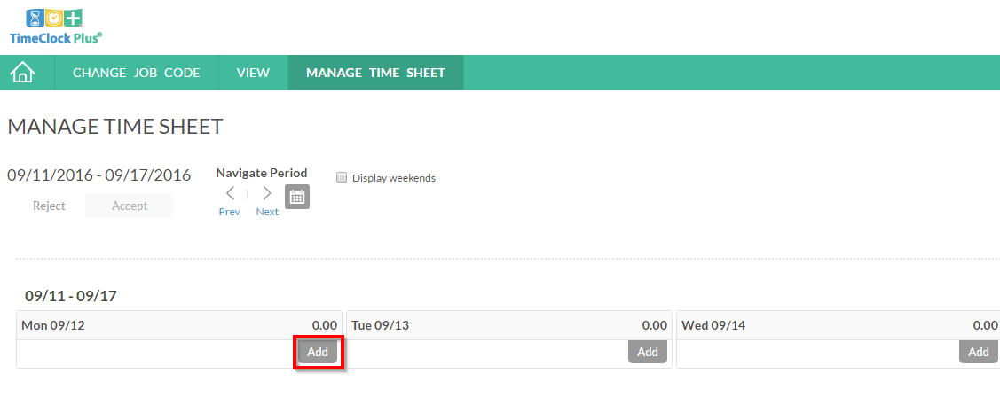 TimeClock Plus®
CHANGE JOB CODE VIEW MANAGE TIME SHEET
MANAGE TIME SHEET
09/11/2016 - 09/17/2016 Navigate Period Display weekends
Reject Accept Prev Next
09/11 - 09/17
Mon 09/12 0.00 Tue 09/13 0.00 Wed 09/14 0.00
Add Add Add